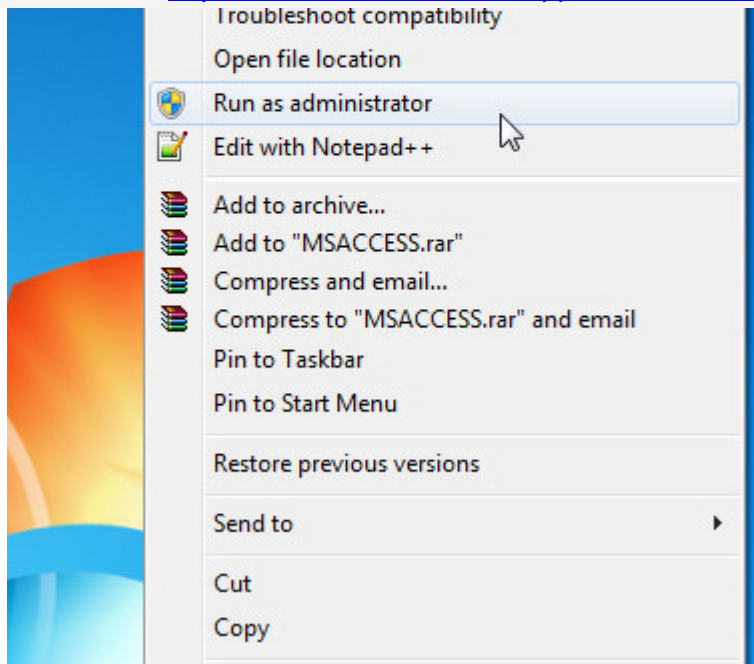 Troubleshoot compatibility
Open file location
Run as administrator
Edit with Notepad++
Add to archive...
Add to "MSACCESS.rar"
Compress and email...
Compress to "MSACCESS.rar" and email
Pin to Taskbar
Pin to Start Menu
Restore previous versions
Send to
Cut
Copy